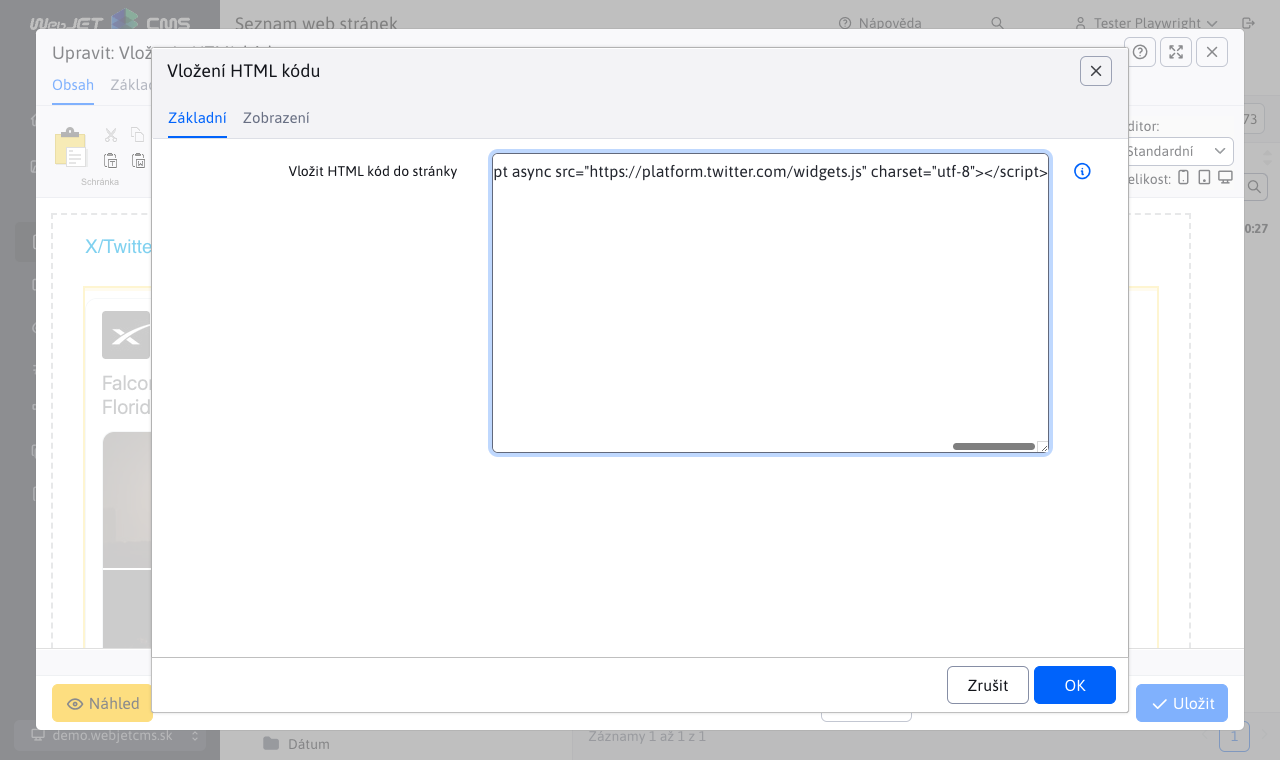 WebJET CMS
Seznam web stránek
Nápověda
Tester Playwright
Upravit: Vlož
Obsah
Základ
Vložení HTML kódu
Základní
Zobrazení
Schránka
ditor:
Standardní
73
elikost:
0:27
Vložit HTML kód do stránky
pt async src="https://platform.twitter.com/widgets.js" charset="utf-8"></script>
X/Twitte
Falcon
Florid
Zrušit
OK
Náhled
Uložit
demo.webjetcms.sk
Dátum
Záznamy 1 až 1 z 1
1